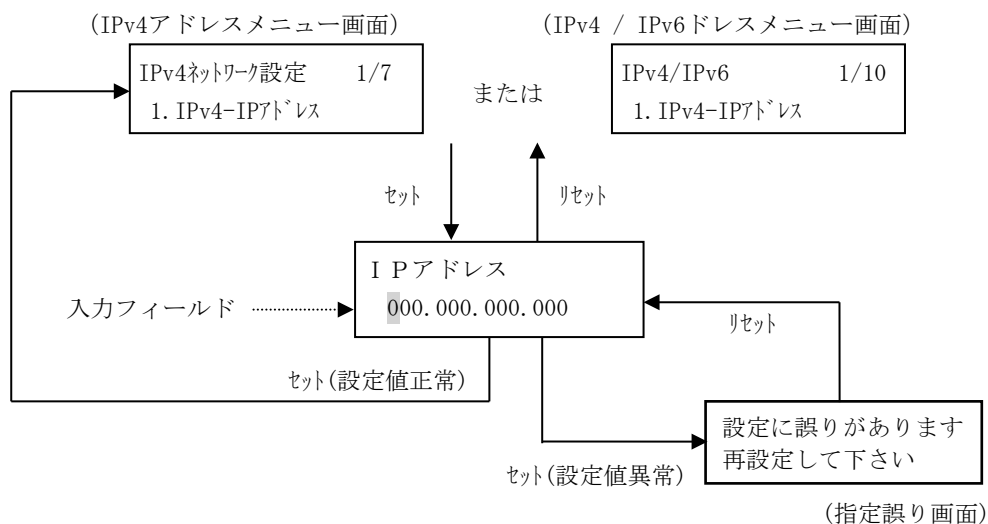 (IPv4アドレスメニュー画面)
(IPv4 / IPv6ドレスメニュー画面)
IPv4ﾈｯﾄﾜｰｸ設定 1/7
1. IPv4-IPｱﾄﾞﾚｽ
または
IPv4/IPv6 1/10
1. IPv4-IPｱﾄﾞﾚｽ
ｾｯﾄ
ﾘｾｯﾄ
ＩＰアドレス
000.000.000.000
入力フィールド
ﾘｾｯﾄ
ｾｯﾄ(設定値正常)
設定に誤りがあります
再設定して下さい
ｾｯﾄ(設定値異常)
(指定誤り画面)